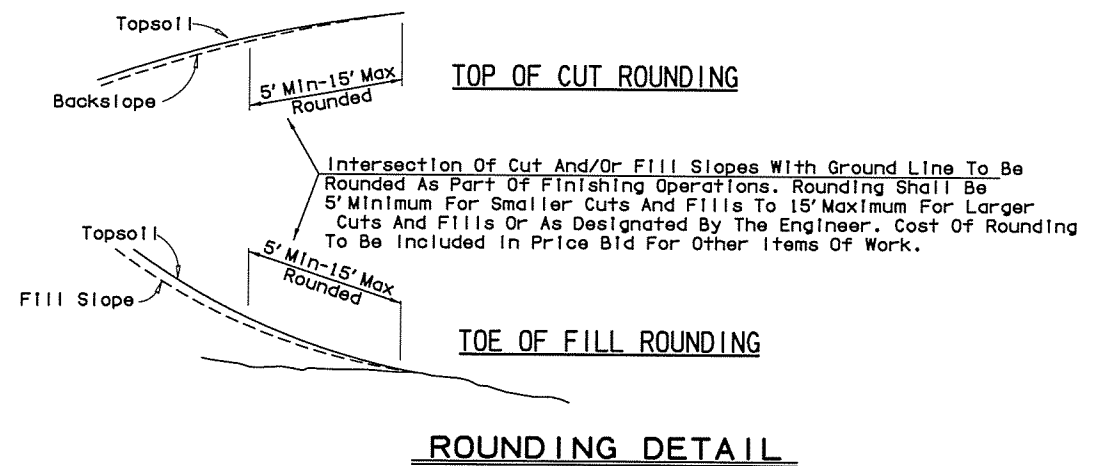 Topsoil
Backslope
5' Min-15' Max
Rounded
TOP OF CUT ROUNDING
Intersection Of Cut And/Or Fill Slopes With Ground Line To Be
Rounded As Part Of Finishing Operations. Rounding Shall Be
5' Minimum For Smaller Cuts And Fills To 15' Maximum For Larger
Cuts And Fills Or As Designated By The Engineer. Cost Of Rounding
To Be Included In Price Bid For Other Items Of Work.
Topsoil
Fill Slope
5' Min-15' Max
Rounded
TOE OF FILL ROUNDING
ROUNDING DETAIL